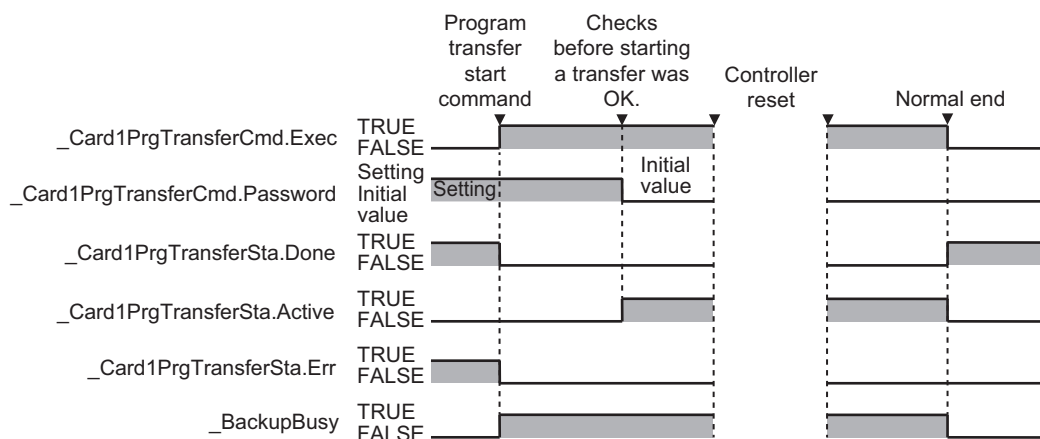 Program
transfer
start
command
Checks
before starting
a transfer was
OK.
Controller
reset
Normal end
_Card1PrgTransferCmd.Exec
TRUE
FALSE
_Card1PrgTransferCmd.Password
Setting
Initial
value
Setting
Initial
value
_Card1PrgTransferSta.Done
TRUE
FALSE
_Card1PrgTransferSta.Active
TRUE
FALSE
_Card1PrgTransferSta.Err
TRUE
FALSE
_BackupBusy
TRUE
FALSE